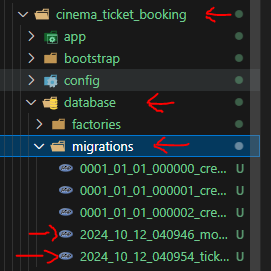 cinema_ticket_booking
app
bootstrap
config
database
factories
migrations
0001_01_01_000000_cre... U
0001_01_01_000001_cre... U
0001_01_01_000002_cre... U
2024_10_12_040946_mo... U
2024_10_12_040954_tick... U